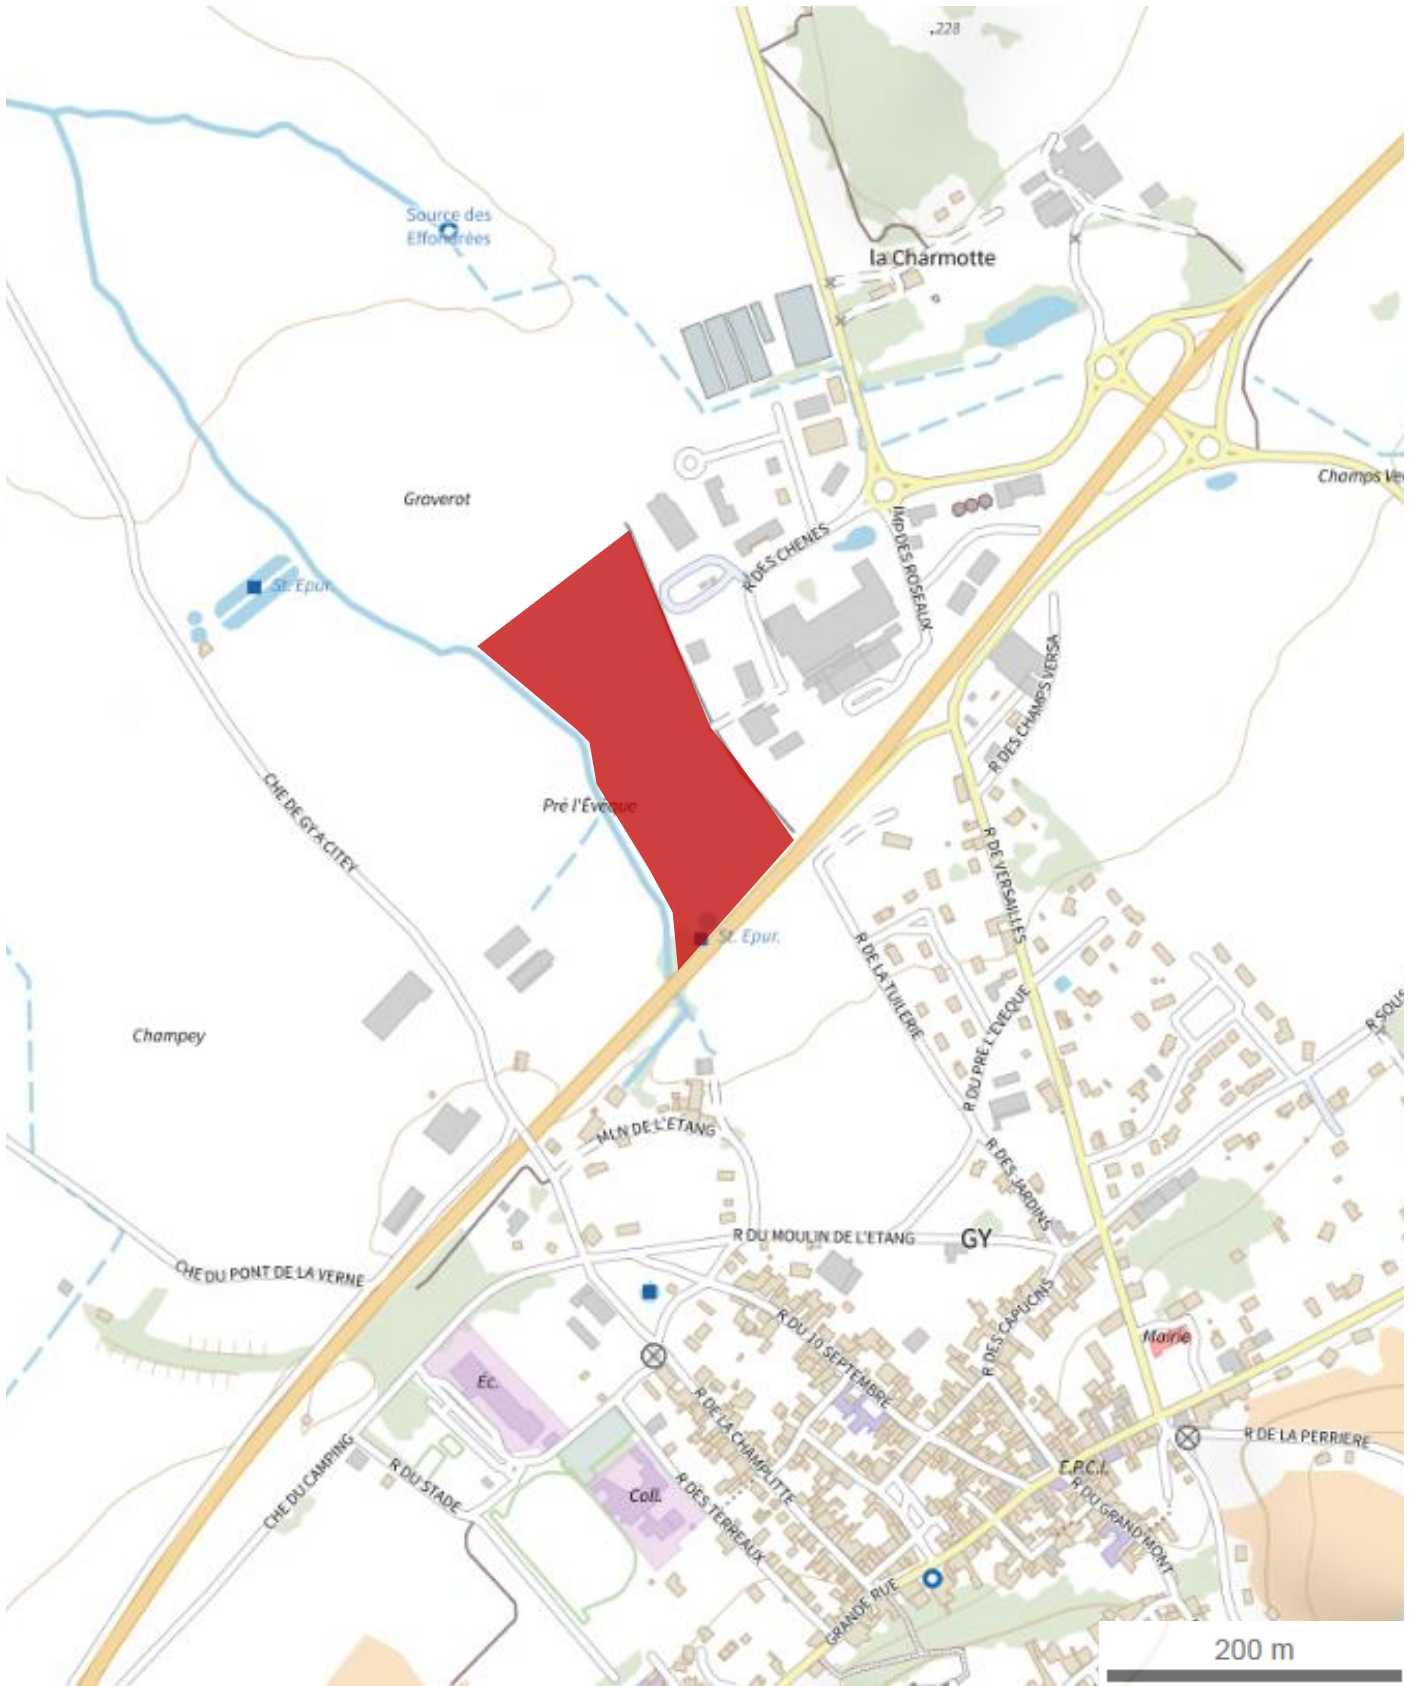 .228
Source des
Effondrées
la Charmotte
Champs Ve
Graverot
IMP DES ROSEAUX
R DES CHENES
St. Epur.
R DES CHAMPS VERSA
CHE DE GY A CITEY
Pré l'Évêque
R DE VERSAILLES
St. Epur.
R DE LA TUILERIE
R DU PRE L'EVEQUE
R SOUS
Champey
MLN DE L'ETANG
R DES JARDINS
R DU MOULIN DE L'ETANG
GY
CHE DU PONT DE LA VERNE
R DU 10 SEPTEMBRE
R DES CAPUCINS
Mairie
Éc.
R DE LA CHAMPLITTE
R DE LA PERRIERE
CHE DU CAMPING
R DU STADE
E.P.C.I.
Coll.
R DES TERREAUX
R DU GRAND MONT
GRANDE RUE
200 m